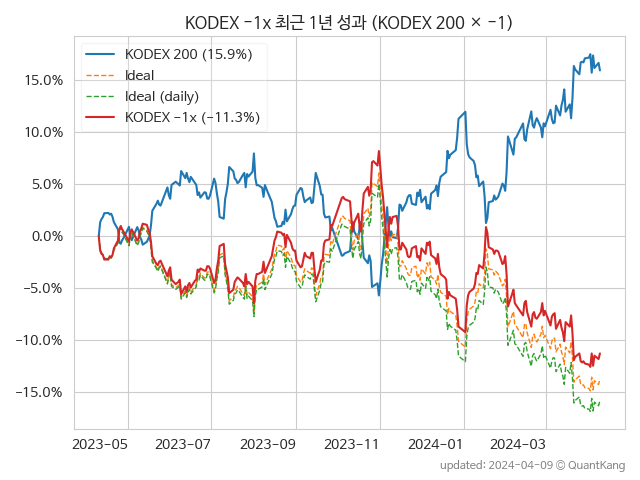 KODEX −1x 최근 1년 성과 (KODEX 200 × −1)
KODEX 200 (15.9%)
Ideal
Ideal (daily)
KODEX −1x (−11.3%)
15.0%
10.0%
5.0%
0.0%
−5.0%
−10.0%
−15.0%
2023−05 2023−07 2023−09 2023−11 2024−01 2024−03
updated: 2024−04−09 © QuantKang